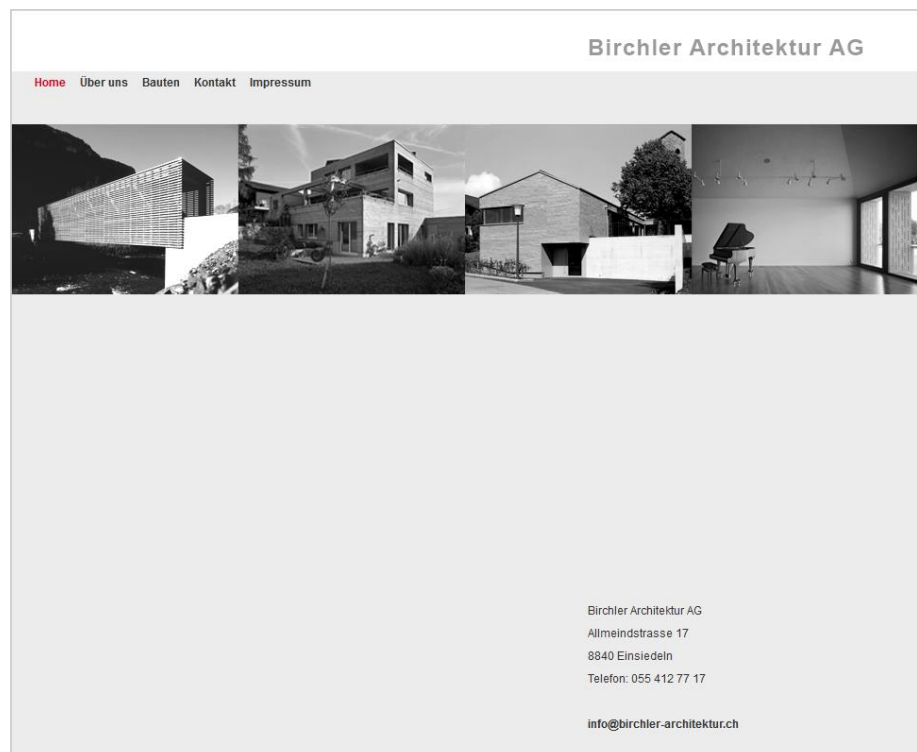 Birchler Architektur AG
Home Über uns Bauten Kontakt Impressum
Birchler Architektur AG
Allmeindstrasse 17
8840 Einsiedeln
Telefon: 055 412 77 17
info@birchler-architektur.ch